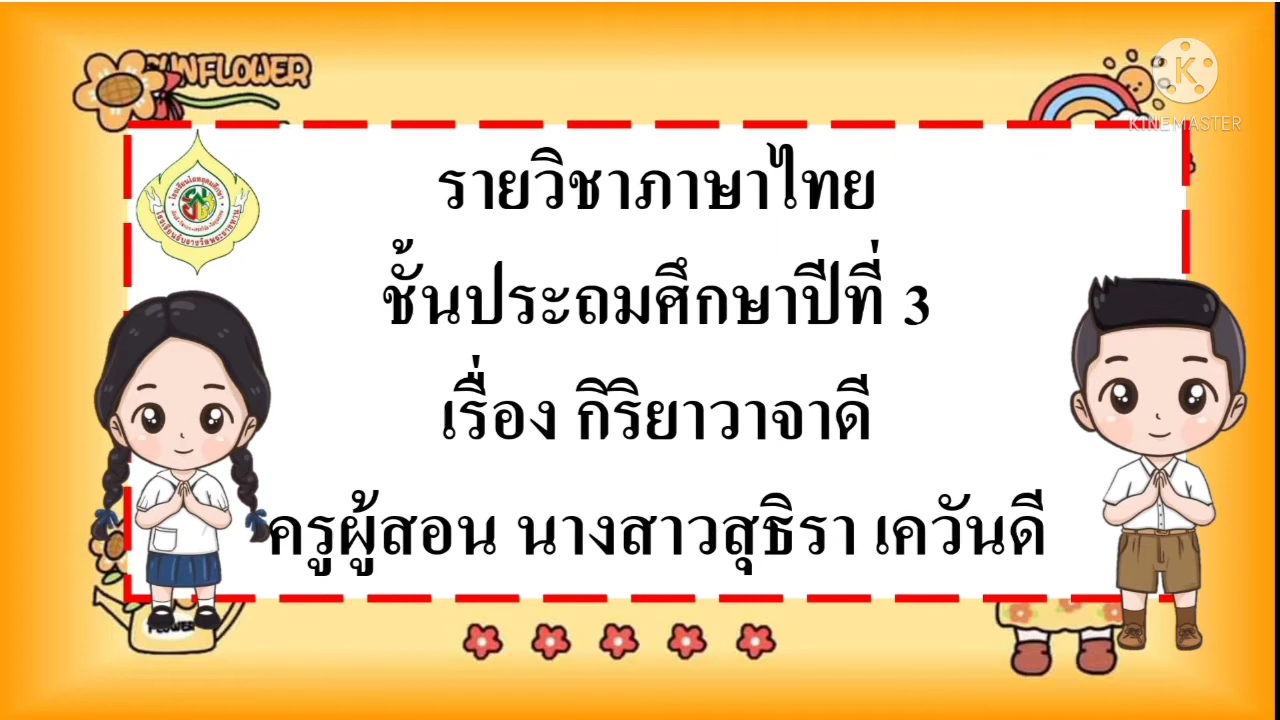 SUNFLOWER
KINEMASTER
รายวิชาภาษาไทย
ชั้นประถมศึกษาปีที่ 3
เรื่อง กิริยาวาจาดี
ครูผู้สอน นางสาวสุธิรา เควันดี
FLOWER